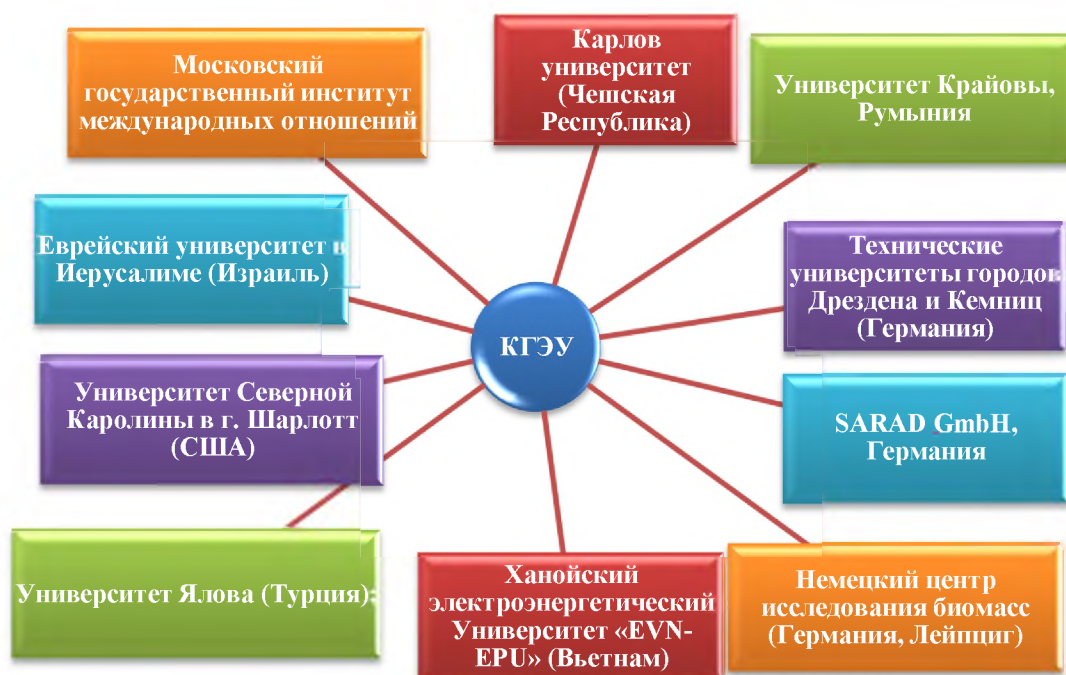 Московский
государственный институт
международных отношений
Карлов
университет
(Чешская
Республика)
Университет Крайовы,
Румыния
Еврейский университет в
Иерусалиме (Израиль)
Технические
университеты городов
Дрездена и Кемниц
(Германия)
КГЭУ
Университет Северной
Каролины в г. Шарлотт
(США)
SARAD GmbH,
Германия
Университет Ялова (Турция)
Ханойский
электроэнергетический
Университет «EVN-
EPU» (Вьетнам)
Немецкий центр
исследования биомасс
(Германия, Лейпциг)